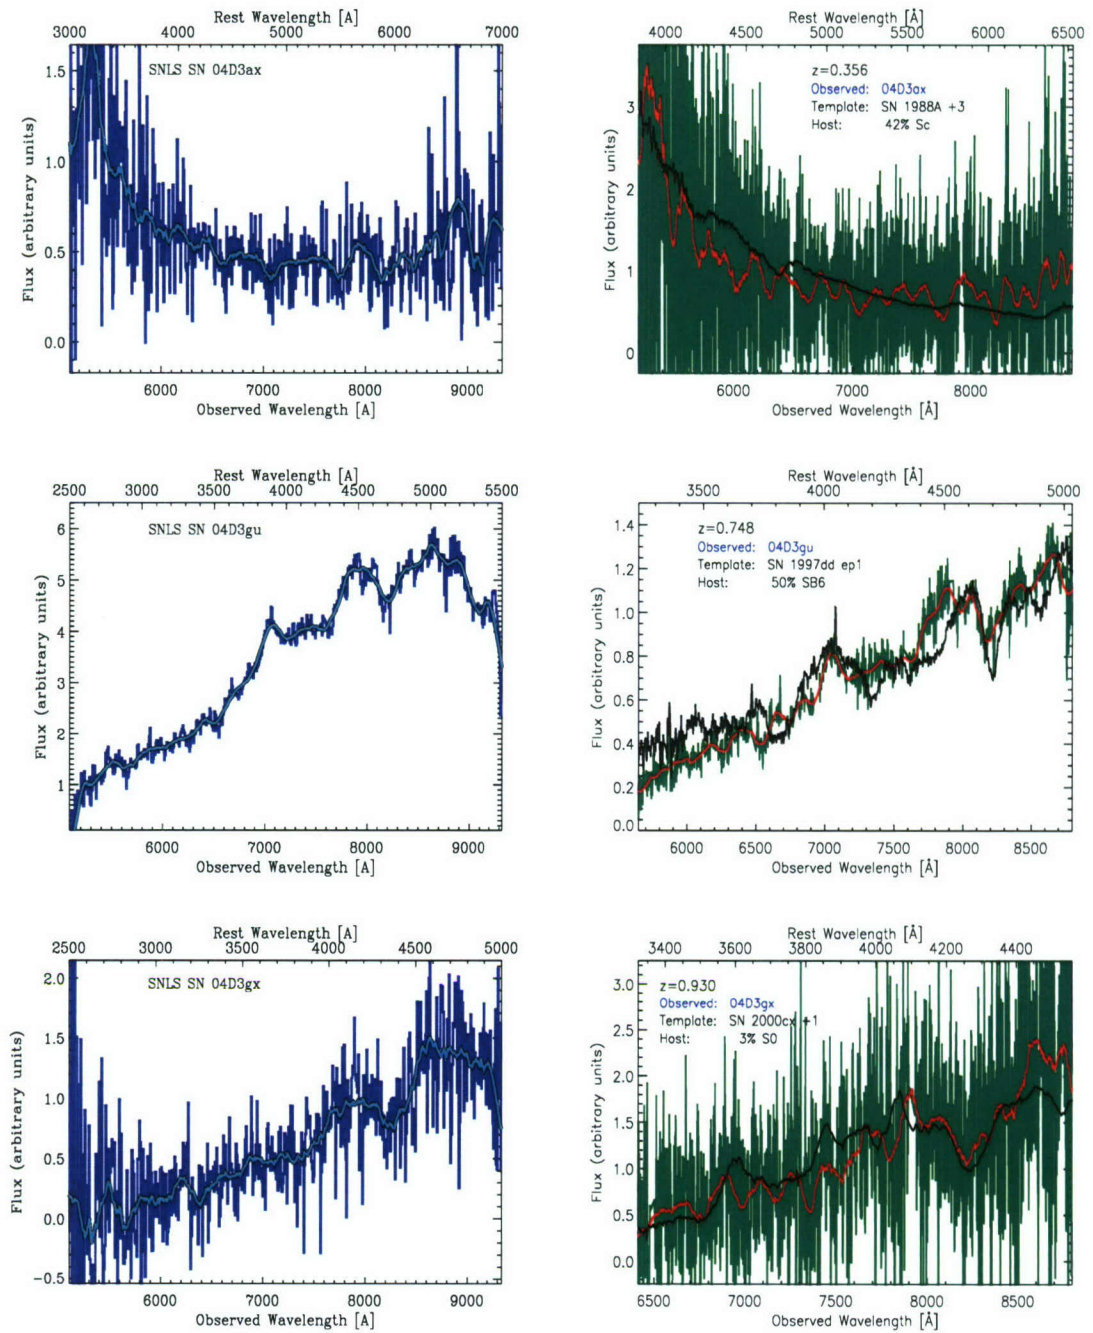 Rest Wavelength [A]
3000 4000 5000 6000 7000
SNLS SN 04D3ax
Flux (arbitrary units)
1.5
1.0
0.5
0.0
6000 7000 8000 9000
Observed Wavelength [A]
Rest Wavelength [Å]
4000 4500 5000 5500 6000 6500
z=0.356
Observed: 04D3ax
Template: SN 1988A +3
Host: 42% Sc
Flux (arbitrary units)
3
2
1
0
6000 7000 8000
Observed Wavelength [Å]
Rest Wavelength [A]
2500 3000 3500 4000 4500 5000 5500
SNLS SN 04D3gu
Flux (arbitrary units)
6
5
4
3
2
1
6000 7000 8000 9000
Observed Wavelength [A]
Rest Wavelength [Å]
3500 4000 4500 5000
z=0.748
Observed: 04D3gu
Template: SN 1997dd ep1
Host: 50% SB6
Flux (arbitrary units)
1.4
1.2
1.0
0.8
0.6
0.4
0.2
0.0
6000 6500 7000 7500 8000 8500
Observed Wavelength [Å]
Rest Wavelength [A]
2500 3000 3500 4000 4500 5000
SNLS SN 04D3gx
Flux (arbitrary units)
2.0
1.5
1.0
0.5
0.0
−0.5
6000 7000 8000 9000
Observed Wavelength [A]
Rest Wavelength [Å]
3400 3600 3800 4000 4200 4400
z=0.930
Observed: 04D3gx
Template: SN 2000cx +1
Host: 3% S0
Flux (arbitrary units)
3.0
2.5
2.0
1.5
1.0
0.5
0.0
6500 7000 7500 8000 8500
Observed Wavelength [Å]